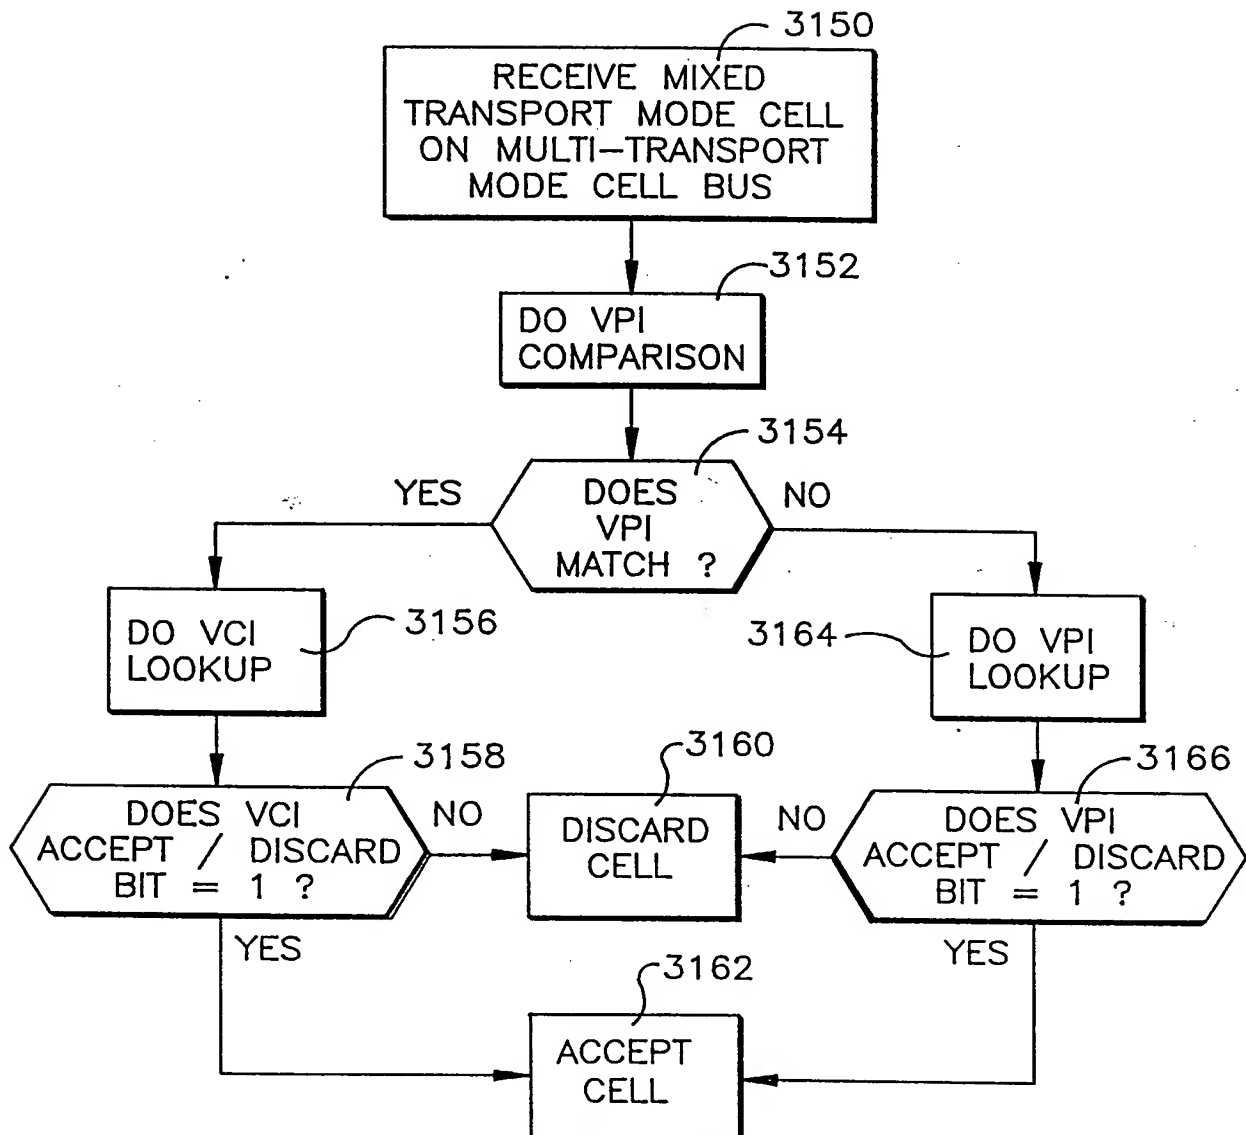 3150
RECEIVE MIXED
TRANSPORT MODE CELL
ON MULTI-TRANSPORT
MODE CELL BUS
3152
DO VPI
COMPARISON
3154
YES
DOES
VPI
MATCH ?
NO
DO VCI
LOOKUP
3156
3164
DO VPI
LOOKUP
3158
DOES VCI
ACCEPT / DISCARD
BIT = 1 ?
NO
3160
DISCARD
CELL
NO
3166
DOES VPI
ACCEPT / DISCARD
BIT = 1 ?
YES
YES
3162
ACCEPT
CELL